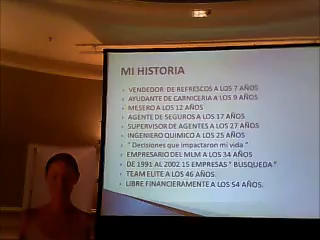 MI HISTORIA
VENDEDOR DE REFRESCOS A LOS 7 AÑOS
AYUDANTE DE CARNICERIA A LOS 9 AÑOS
MESERO A LOS 12 AÑOS
AGENTE DE SEGUROS A LOS 17 AÑOS
SUPERVISOR DE AGENTES A LOS 27 AÑOS
INGENIERO QUIMICO A LOS 25 AÑOS
" Decisiones que impactaron mi vida "
EMPRESARIO DEL MLM A LOS 34 AÑOS
DE 1991 AL 2002 15 EMPRESAS " BUSQUEDA "
TEAM ELITE A LOS 46 AÑOS.
LIBRE FINANCIERAMENTE A LOS 54 AÑOS.